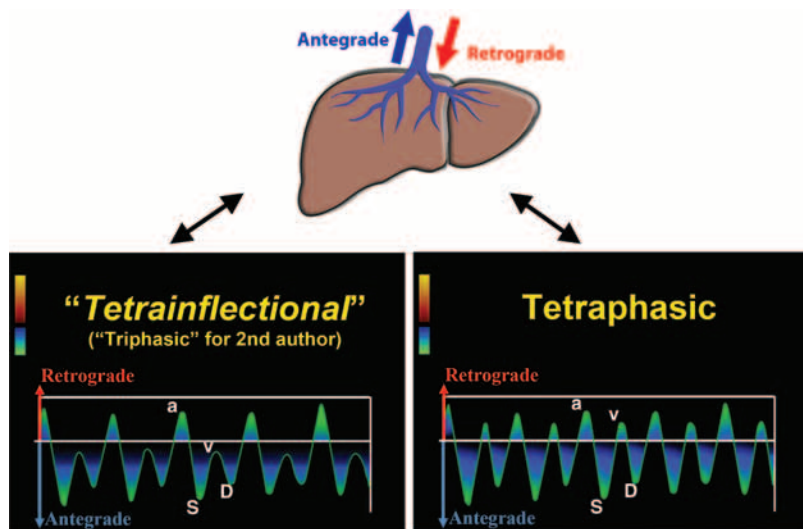 Antegrade
Retrograde
“Tetrainflectional”
(“Triphasic” for 2nd author)
Retrograde
a
v
S
D
Antegrade
Tetraphasic
Retrograde
a
v
S
D
Antegrade